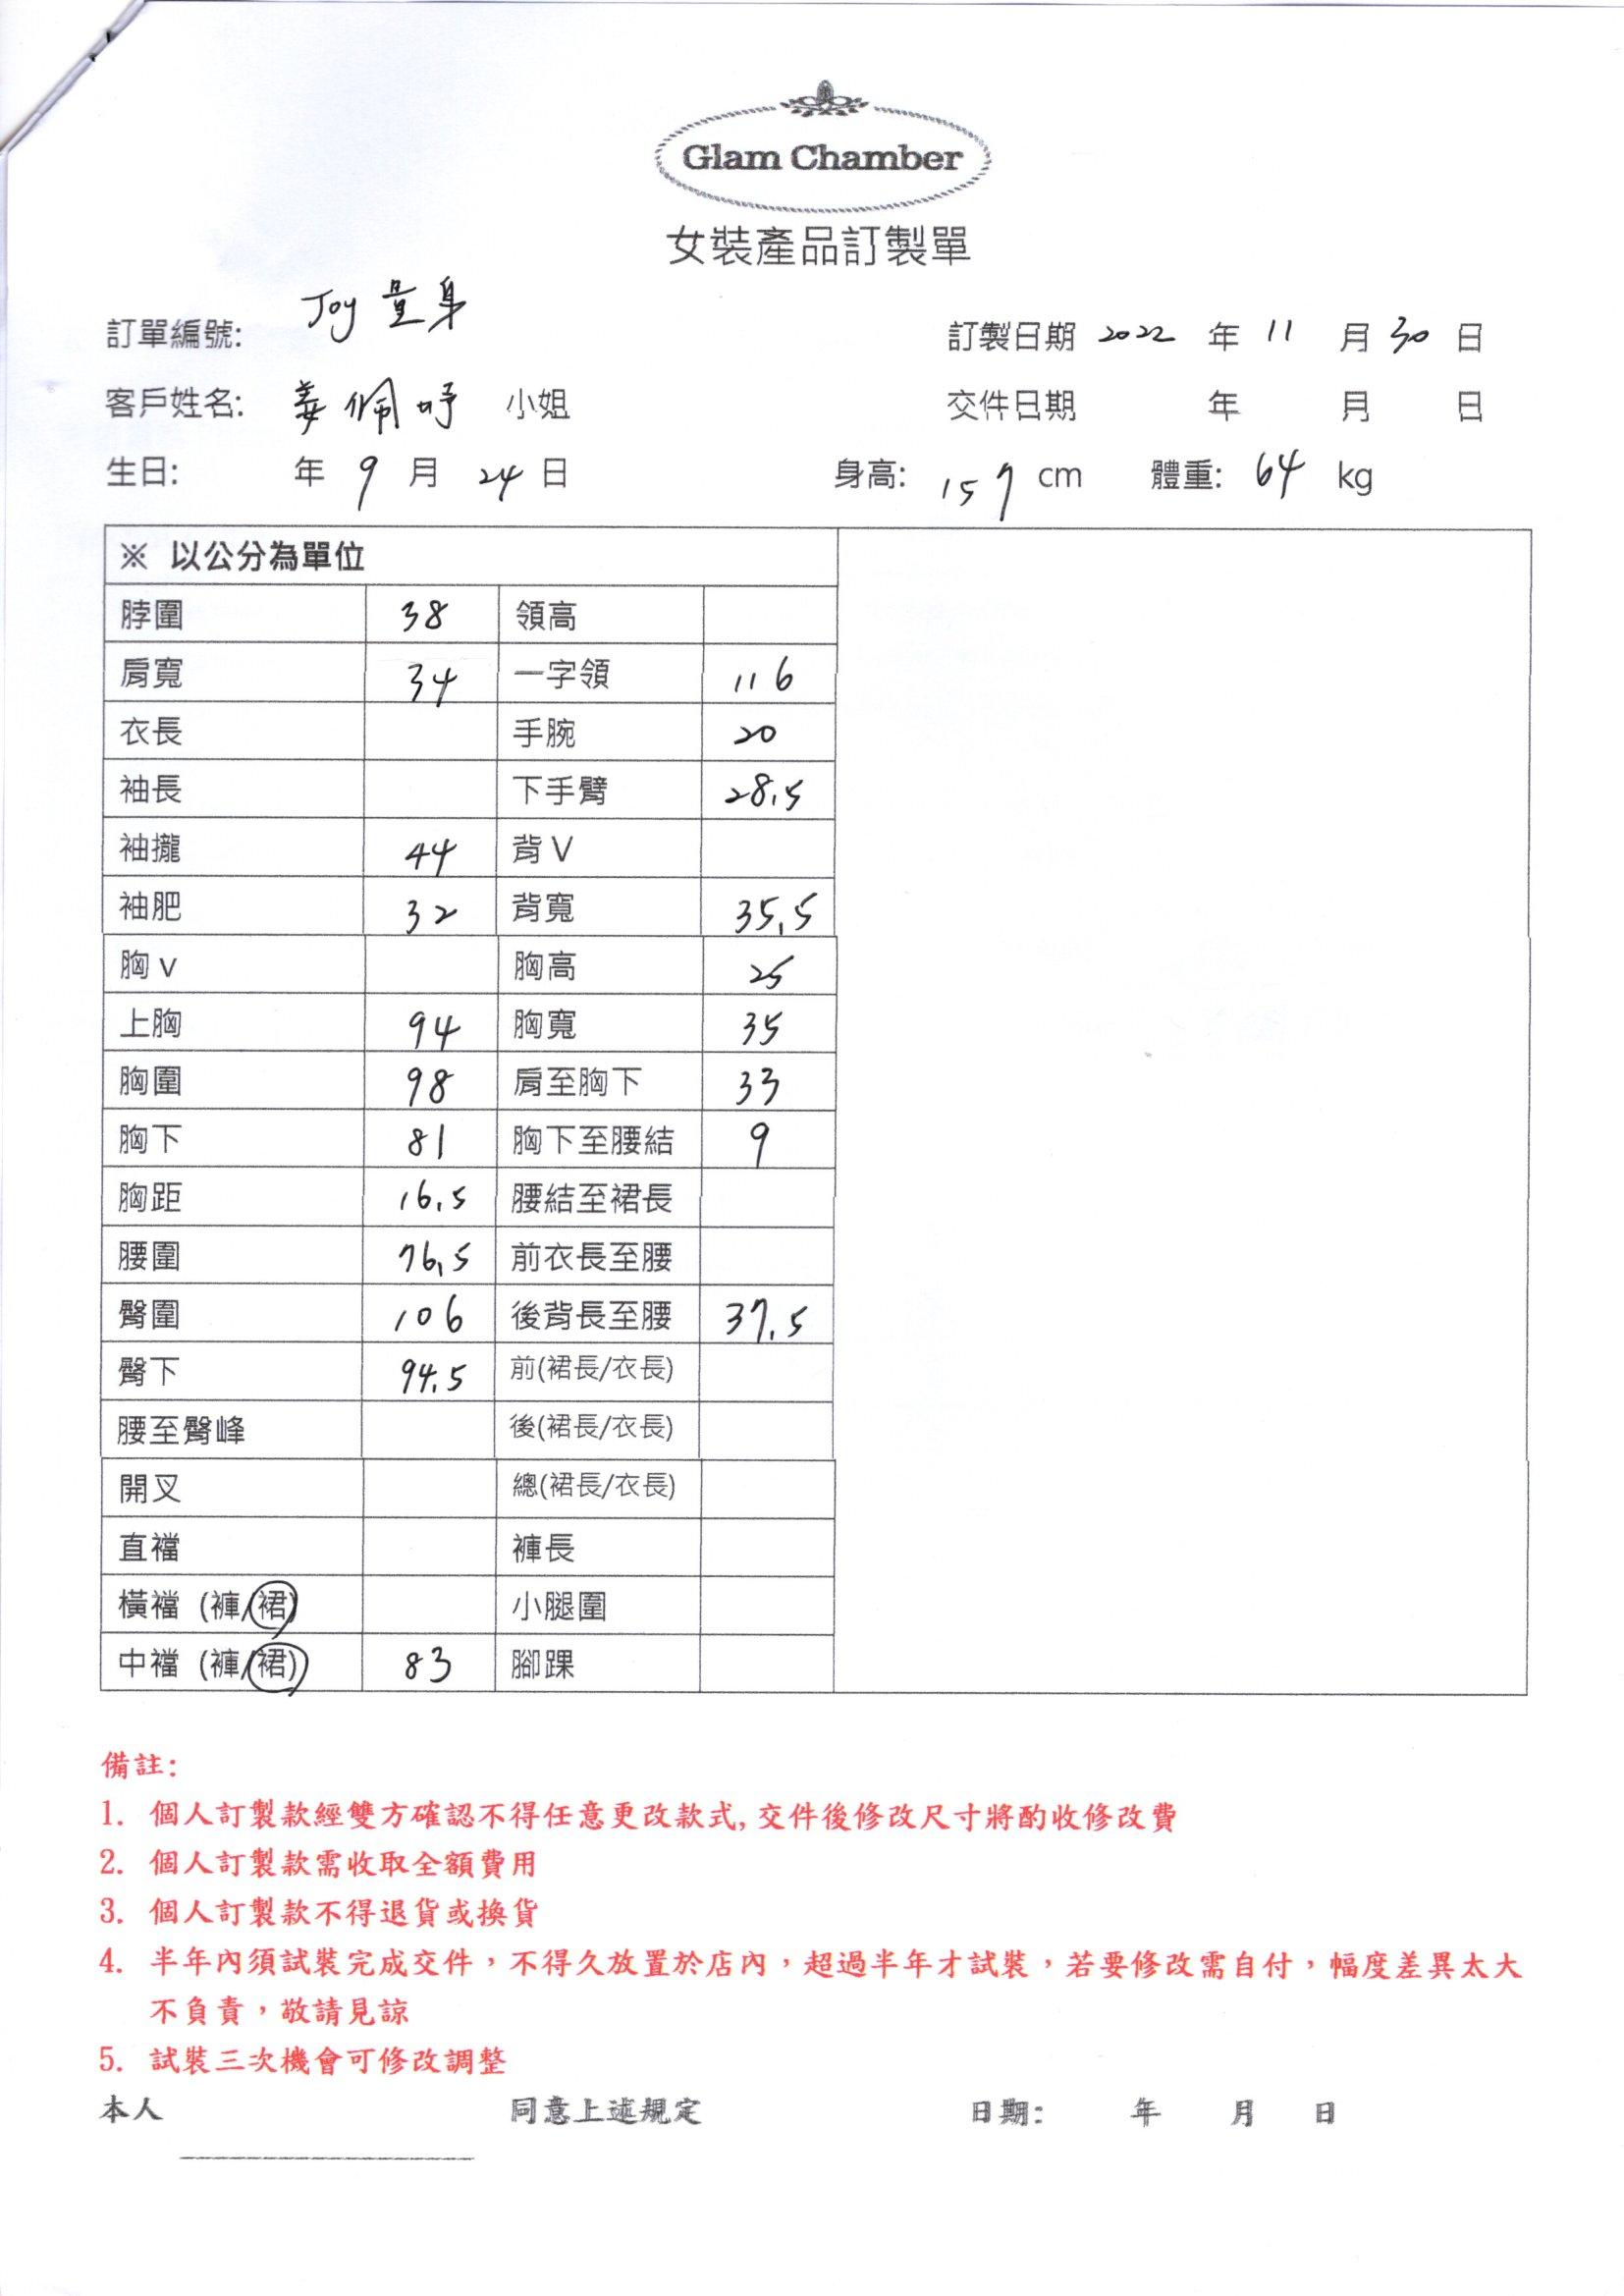 Glam Chamber
女裝產品訂製單
訂單編號: Joy 量身
訂製日期 2022 年 11 月 30 日
客戶姓名: 姜佩妤 小姐
交件日期 年 月 日
生日: 年 9 月 24 日 身高: 157 cm 體重: 64 kg
※ 以公分為單位
脖圍 38 領高
肩寬 34 一字領 116
衣長 手腕 20
袖長 下手臂 28.5
袖攏 44 背V
袖肥 32 背寬 35.5
胸v 胸高 25
上胸 94 胸寬 35
胸圍 98 肩至胸下 33
胸下 81 胸下至腰結 9
胸距 16.5 腰結至裙長
腰圍 76.5 前衣長至腰
臀圍 106 後背長至腰 37.5
臀下 94.5 前(裙長/衣長)
腰至臀峰 後(裙長/衣長)
開叉 總(裙長/衣長)
直襠 褲長
橫襠 (褲/裙) 小腿圍
中襠 (褲/裙) 83 腳踝
備註:
1. 個人訂製款經雙方確認不得任意更改款式,交件後修改尺寸將酌收修改費
2. 個人訂製款需收取全額費用
3. 個人訂製款不得退貨或換貨
4. 半年內須試裝完成交件，不得久放置於店內，超過半年才試裝，若要修改需自付，幅度差異太大
不負責，敬請見諒
5. 試裝三次機會可修改調整
本人 同意上述規定 日期: 年 月 日